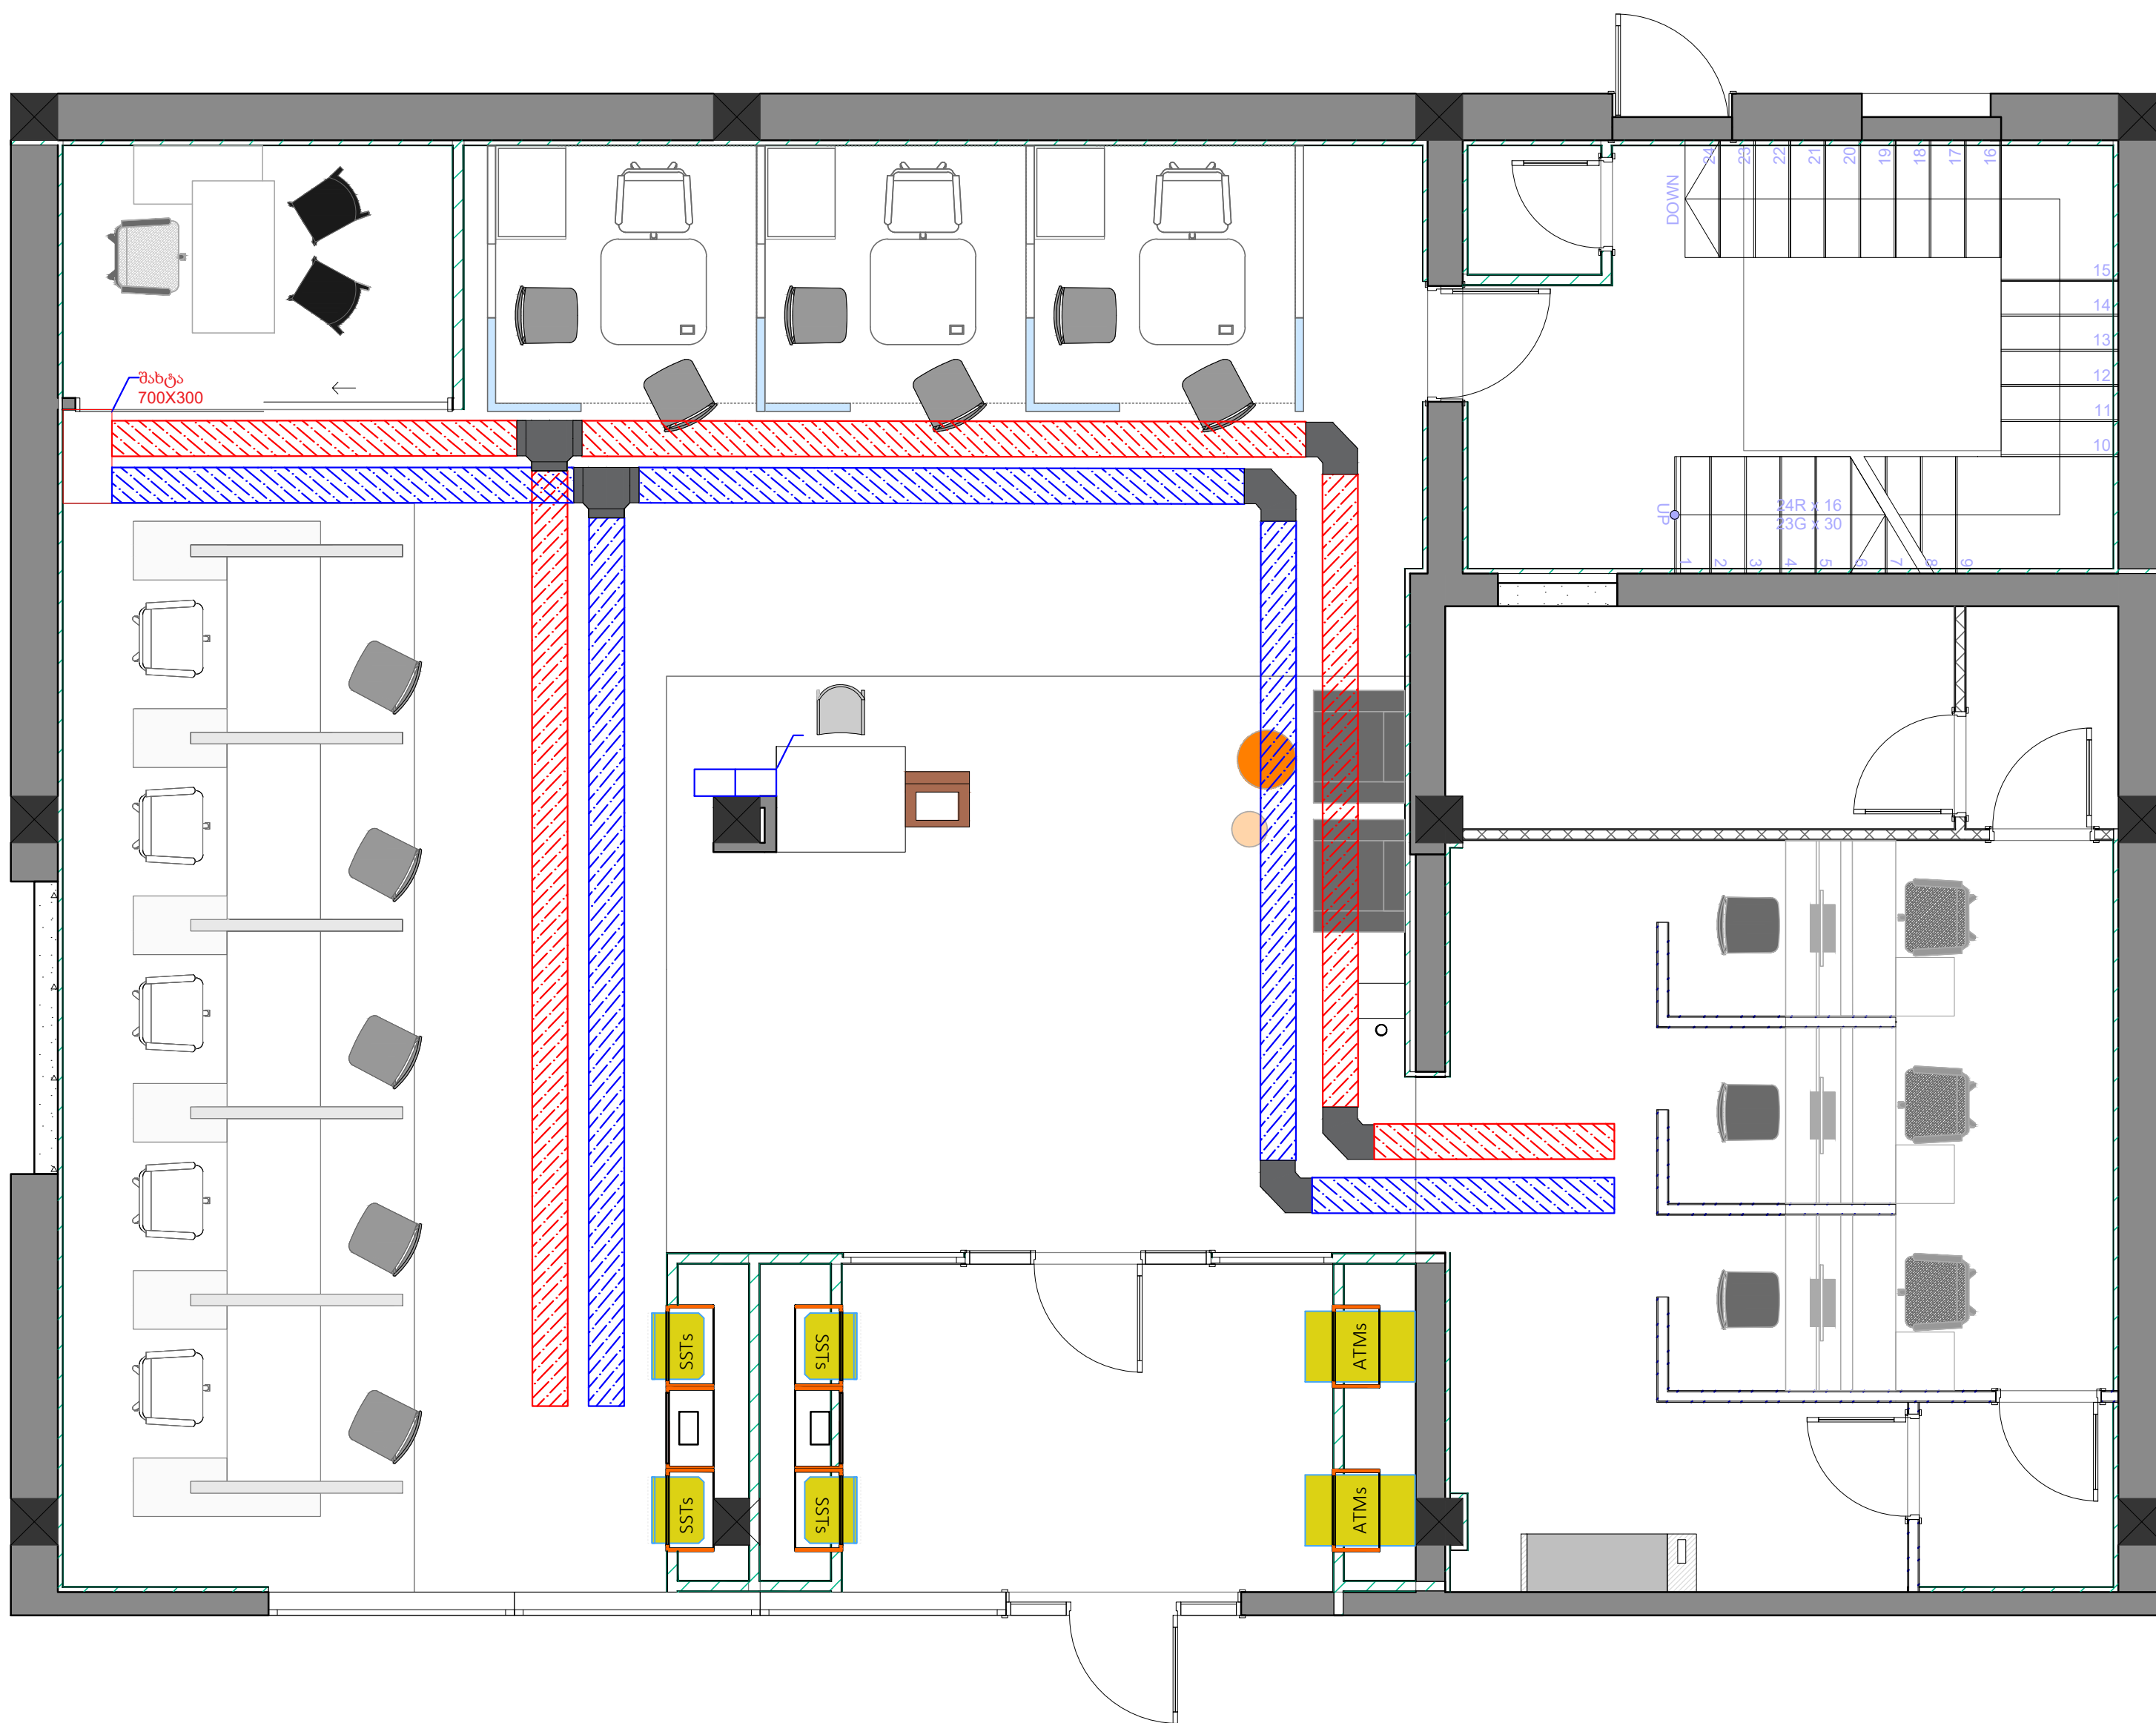 შახტა
700X300
DOWN
24
23
22
21
20
19
18
17
16
15
14
13
12
11
10
UP
24R x 16
23G x 30
1
2
3
4
5
6
7
8
9
SSTs
SSTs
ATMs
SSTs
SSTs
ATMs